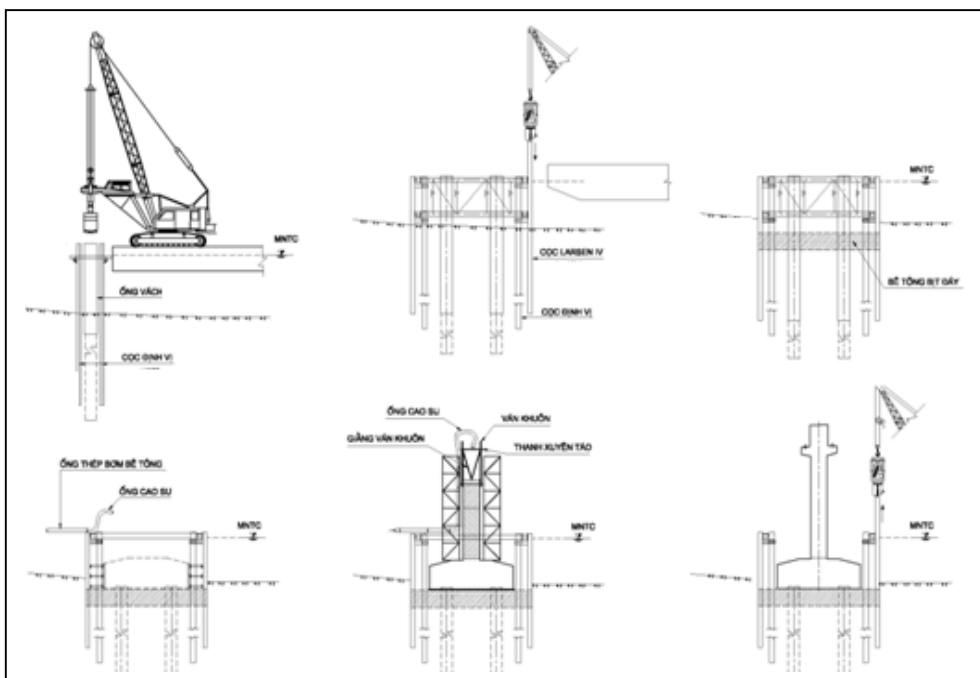 MNTC
ỐNG VÁCH
CỌC ĐỊNH VỊ
CỌC LARSEN IV
CỌC ĐỊNH VỊ
MNTC
BÊ TÔNG BỊT ĐÁY
ỐNG THÉP BƠM BÊ TÔNG
ỐNG CAO SU
MNTC
ỐNG CAO SU
VÁN KHUÔN
GIẰNG VÁN KHUÔN
THANH XUYÊN TÁO
MNTC
MNTC